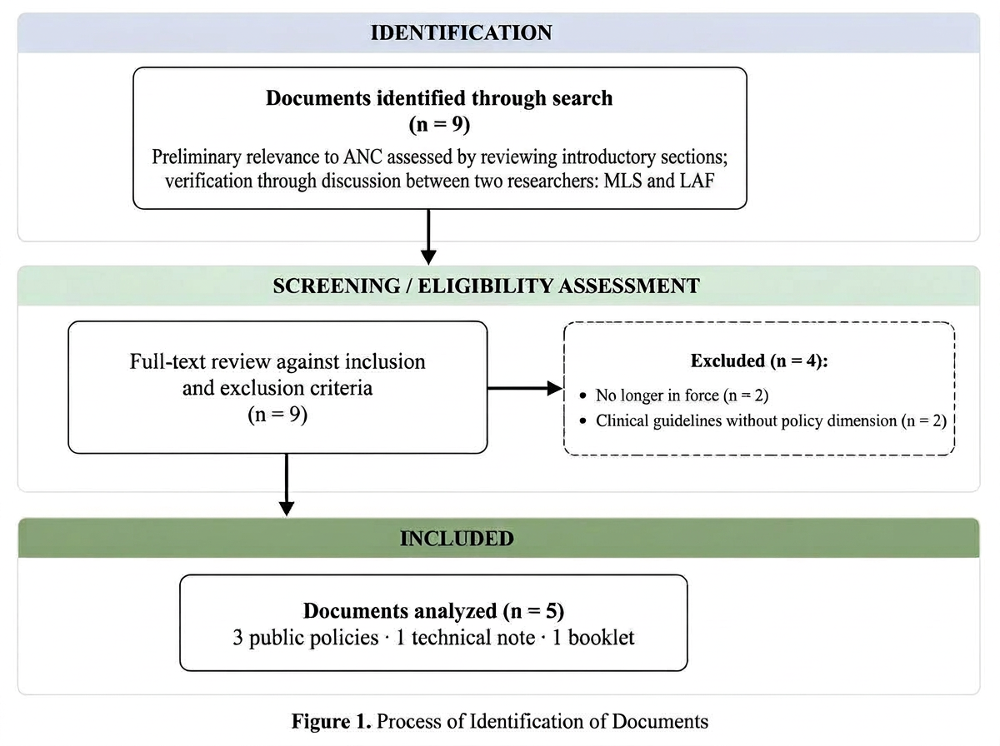 IDENTIFICATION
Documents identified through search
(n = 9)
Preliminary relevance to ANC assessed by reviewing introductory sections;
verification through discussion between two researchers: MLS and LAF
SCREENING / ELIGIBILITY ASSESSMENT
Full-text review against inclusion
and exclusion criteria
(n = 9)
Excluded (n = 4):
• No longer in force (n = 2)
• Clinical guidelines without policy dimension (n = 2)
INCLUDED
Documents analyzed (n = 5)
3 public policies · 1 technical note · 1 booklet
Figure 1. Process of Identification of Documents